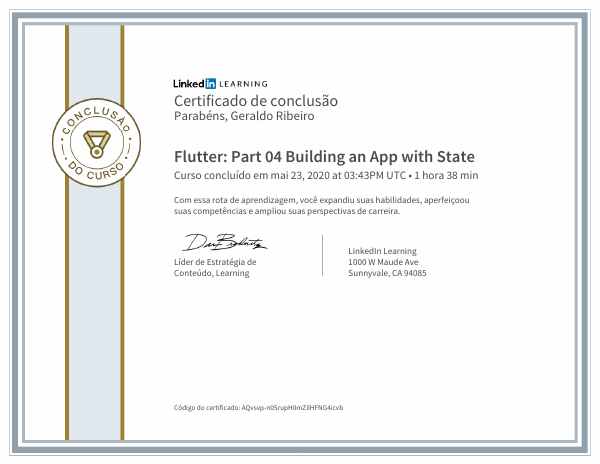 LinkedIn LEARNING
Certificado de conclusão
Parabéns, Geraldo Ribeiro
CONCLUSÃO
DO CURSO
Flutter: Part 04 Building an App with State
Curso concluído em mai 23, 2020 at 03:43PM UTC • 1 hora 38 min
Com essa rota de aprendizagem, você expandiu suas habilidades, aperfeiçoou
suas competências e ampliou suas perspectivas de carreira.
Líder de Estratégia de
Conteúdo, Learning
LinkedIn Learning
1000 W Maude Ave
Sunnyvale, CA 94085
Código do certificado: